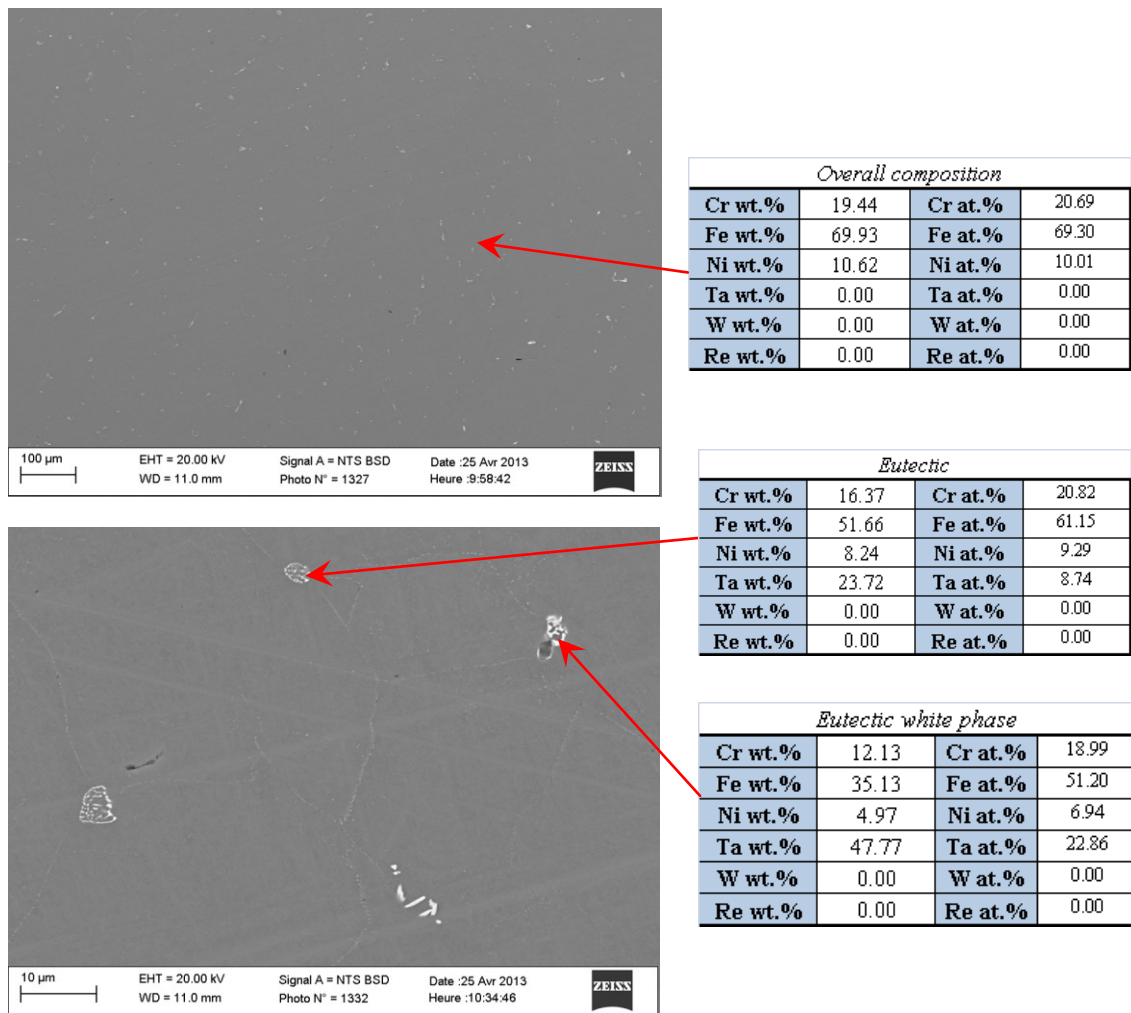 100 µm
EHT = 20.00 kV
WD = 11.0 mm
Signal A = NTS BSD
Photo N° = 1327
Date :25 Avr 2013
Heure :9:58:42
ZEISS
Overall composition
Cr wt.% 19.44 Cr at.% 20.69
Fe wt.% 69.93 Fe at.% 69.30
Ni wt.% 10.62 Ni at.% 10.01
Ta wt.% 0.00 Ta at.% 0.00
W wt.% 0.00 W at.% 0.00
Re wt.% 0.00 Re at.% 0.00
Eutectic
Cr wt.% 16.37 Cr at.% 20.82
Fe wt.% 51.66 Fe at.% 61.15
Ni wt.% 8.24 Ni at.% 9.29
Ta wt.% 23.72 Ta at.% 8.74
W wt.% 0.00 W at.% 0.00
Re wt.% 0.00 Re at.% 0.00
Eutectic white phase
Cr wt.% 12.13 Cr at.% 18.99
Fe wt.% 35.13 Fe at.% 51.20
Ni wt.% 4.97 Ni at.% 6.94
Ta wt.% 47.77 Ta at.% 22.86
W wt.% 0.00 W at.% 0.00
Re wt.% 0.00 Re at.% 0.00
10 µm
EHT = 20.00 kV
WD = 11.0 mm
Signal A = NTS BSD
Photo N° = 1332
Date :25 Avr 2013
Heure :10:34:46
ZEISS